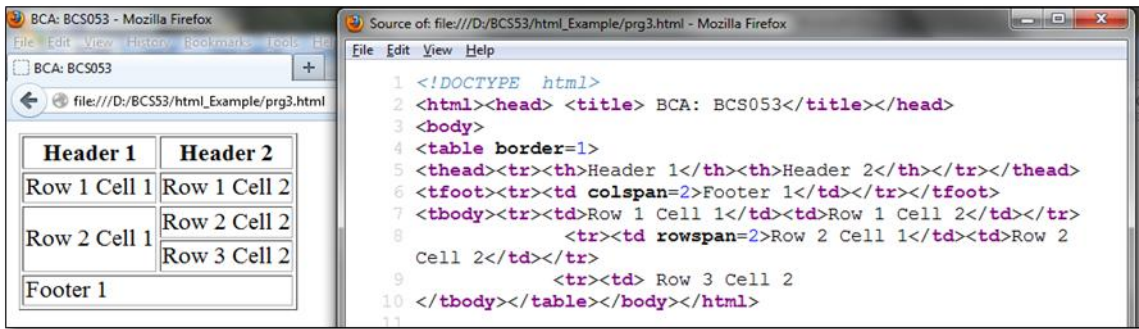 BCA: BCS053 - Mozilla Firefox
File Edit View History Bookmarks Tools He
BCA: BCS053 +
file:///D:/BCS53/html_Example/prg3.html
Header 1 Header 2
Row 1 Cell 1 Row 1 Cell 2
Row 2 Cell 1 Row 2 Cell 2
Row 3 Cell 2
Footer 1
Source of: file:///D:/BCS53/html_Example/prg3.html - Mozilla Firefox
File Edit View Help
1 <!DOCTYPE  html>
2 <html><head> <title> BCA: BCS053</title></head>
3 <body>
4 <table border=1>
5 <thead><tr><th>Header 1</th><th>Header 2</th></tr></thead>
6 <tfoot><tr><td colspan=2>Footer 1</td></tr></tfoot>
7 <tbody><tr><td>Row 1 Cell 1</td><td>Row 1 Cell 2</td></tr>
8 <tr><td rowspan=2>Row 2 Cell 1</td><td>Row 2
Cell 2</td></tr>
9 <tr><td> Row 3 Cell 2
10 </tbody></table></body></html>
11